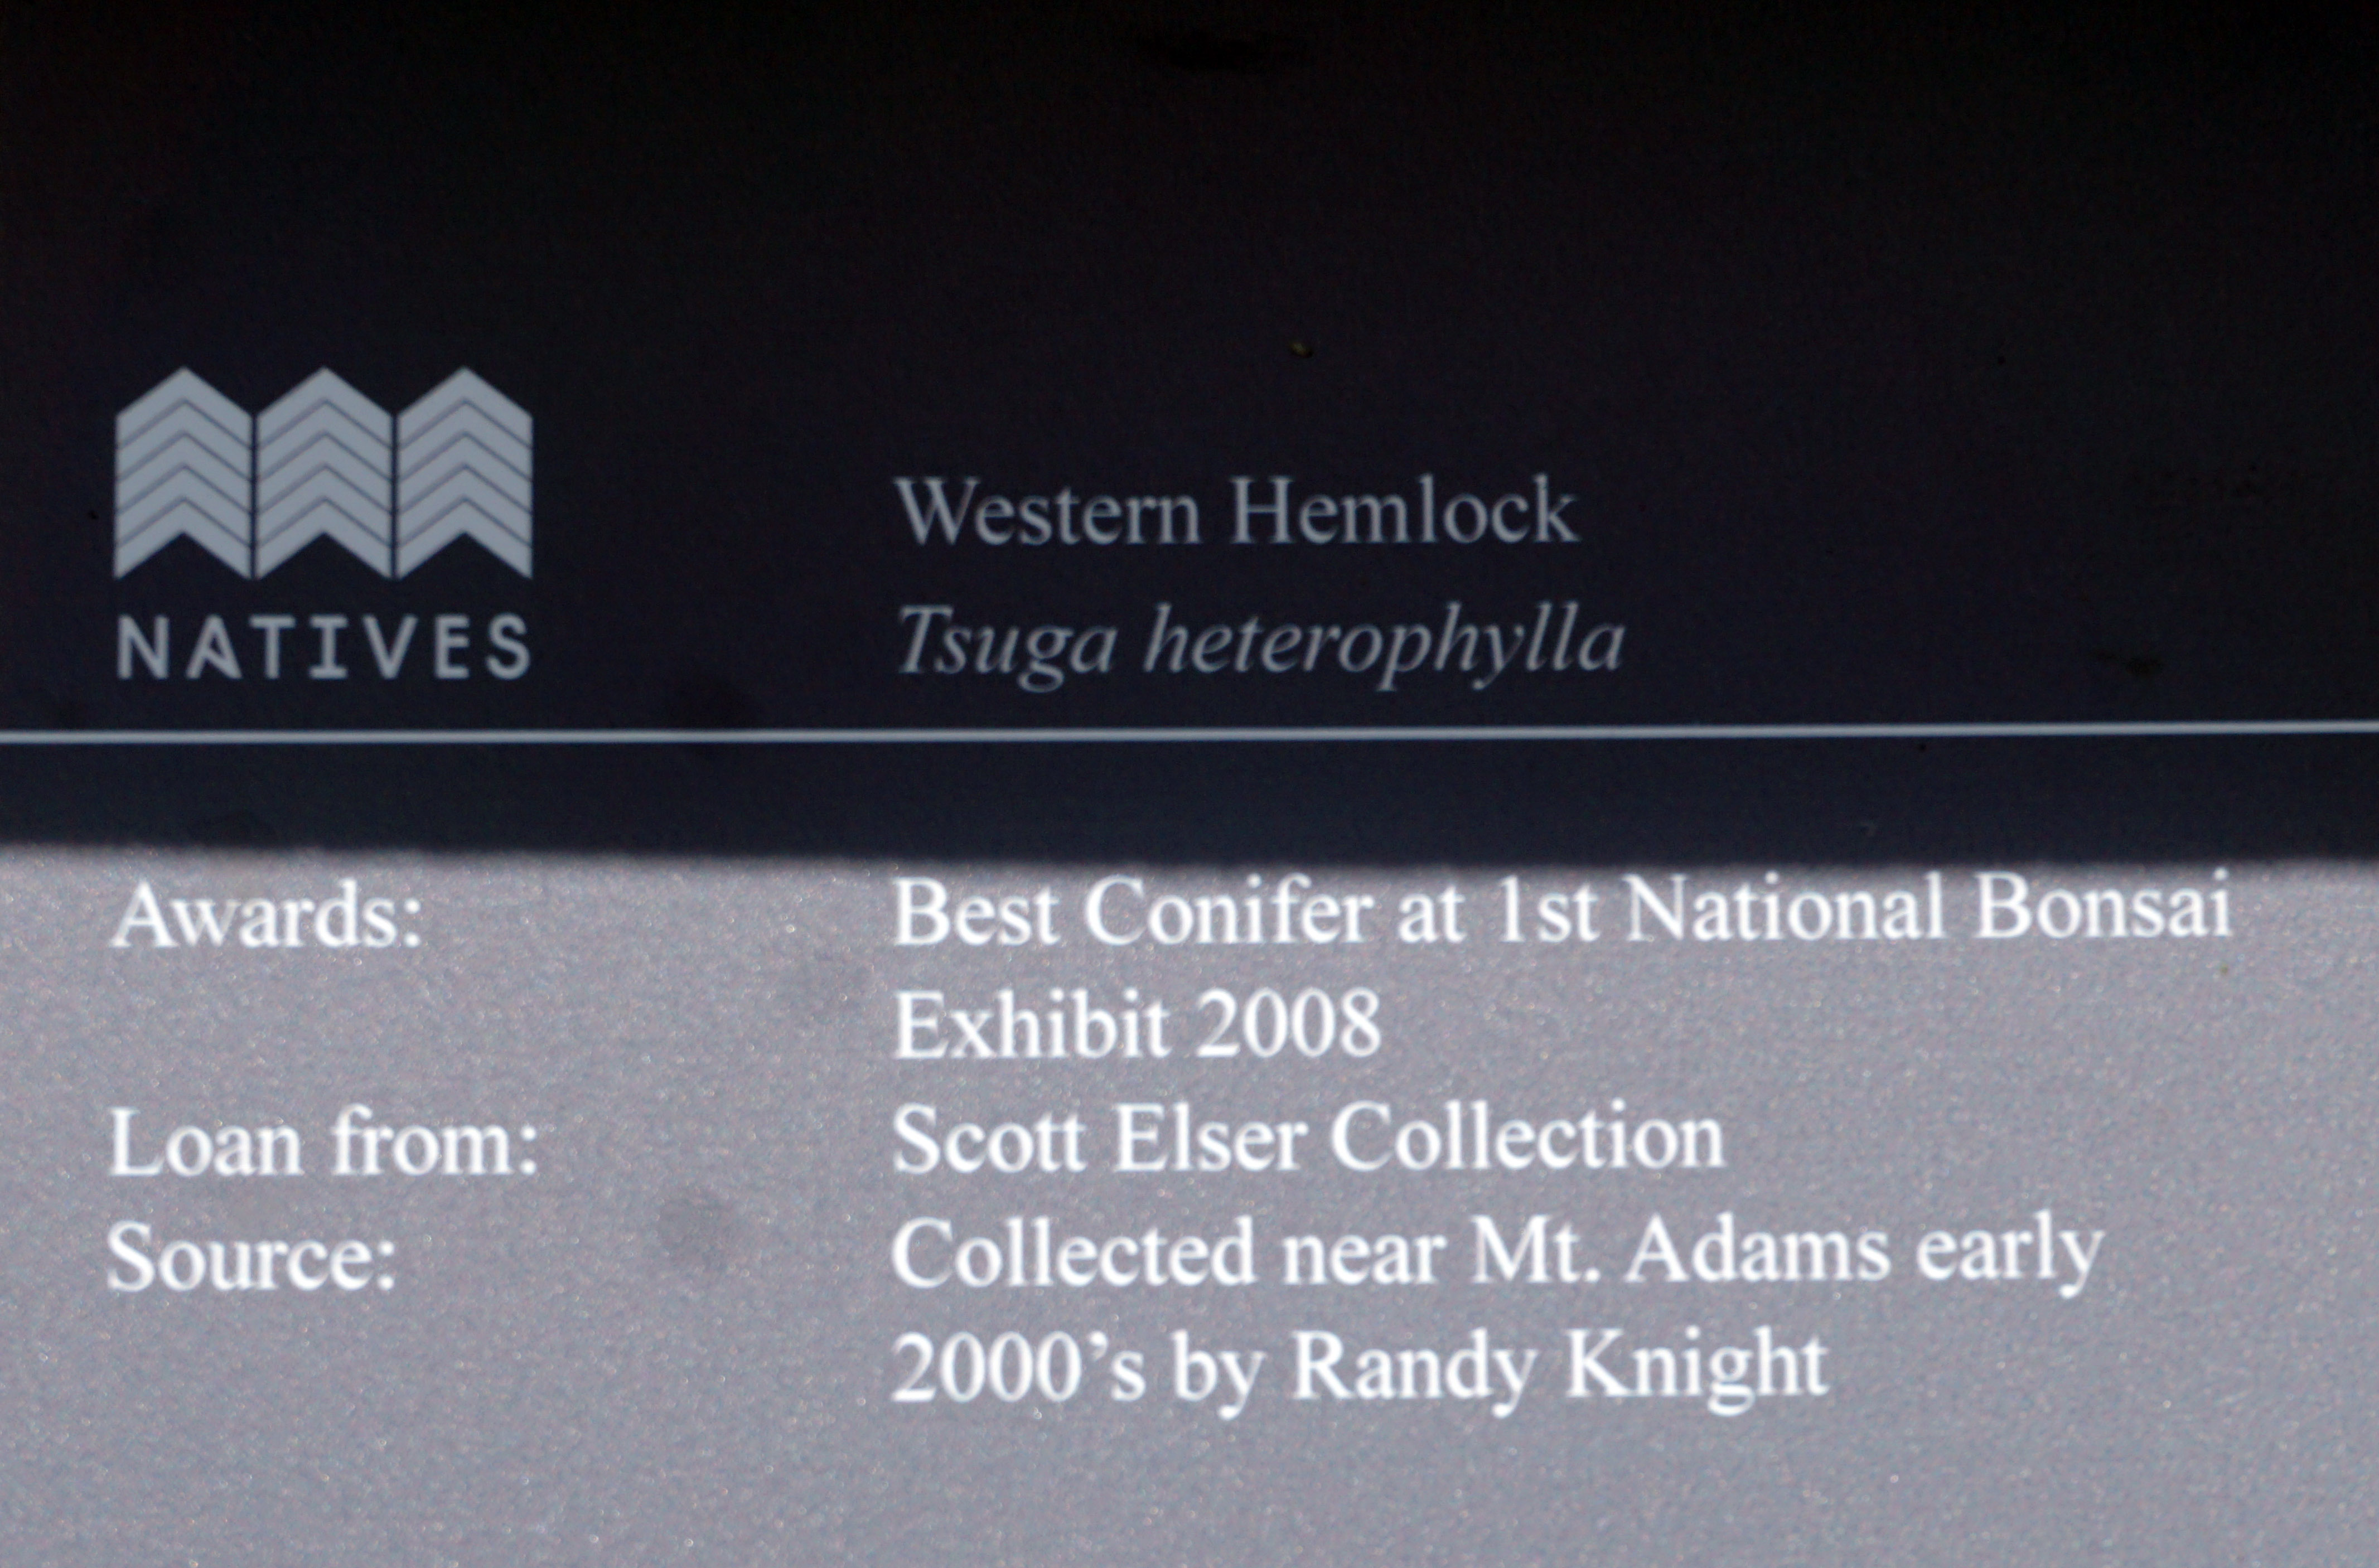 NATIVES
Western Hemlock
Tsuga heterophylla
Awards: Best Conifer at 1st National Bonsai
Exhibit 2008
Loan from: Scott Elser Collection
Source: Collected near Mt. Adams early
2000’s by Randy Knight